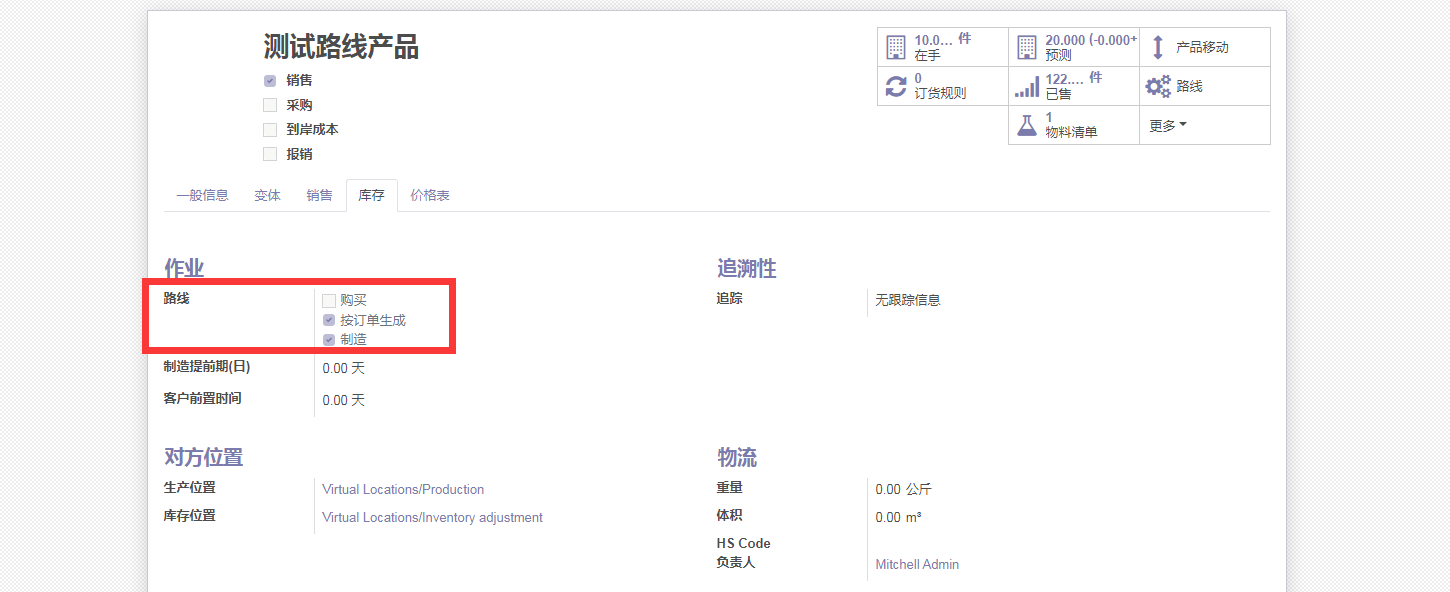 测试路线产品
销售
采购
到岸成本
报销
10.0… 件
在手
20.000 (-0.000+
预测
产品移动
0
订货规则
122.… 件
已售
路线
1
物料清单
更多
一般信息 变体 销售 库存 价格表
作业
路线
购买
按订单生成
制造
制造提前期(日) 0.00 天
客户前置时间 0.00 天
追溯性
追踪 无跟踪信息
对方位置
生产位置 Virtual Locations/Production
库存位置 Virtual Locations/Inventory adjustment
物流
重量 0.00 公斤
体积 0.00 m³
HS Code
负责人 Mitchell Admin